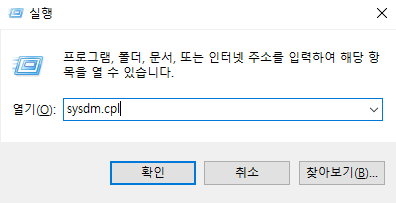 실행
프로그램, 폴더, 문서, 또는 인터넷 주소를 입력하여 해당 항
목을 열 수 있습니다.
열기(O): sysdm.cpl
확인 취소 찾아보기(B)...